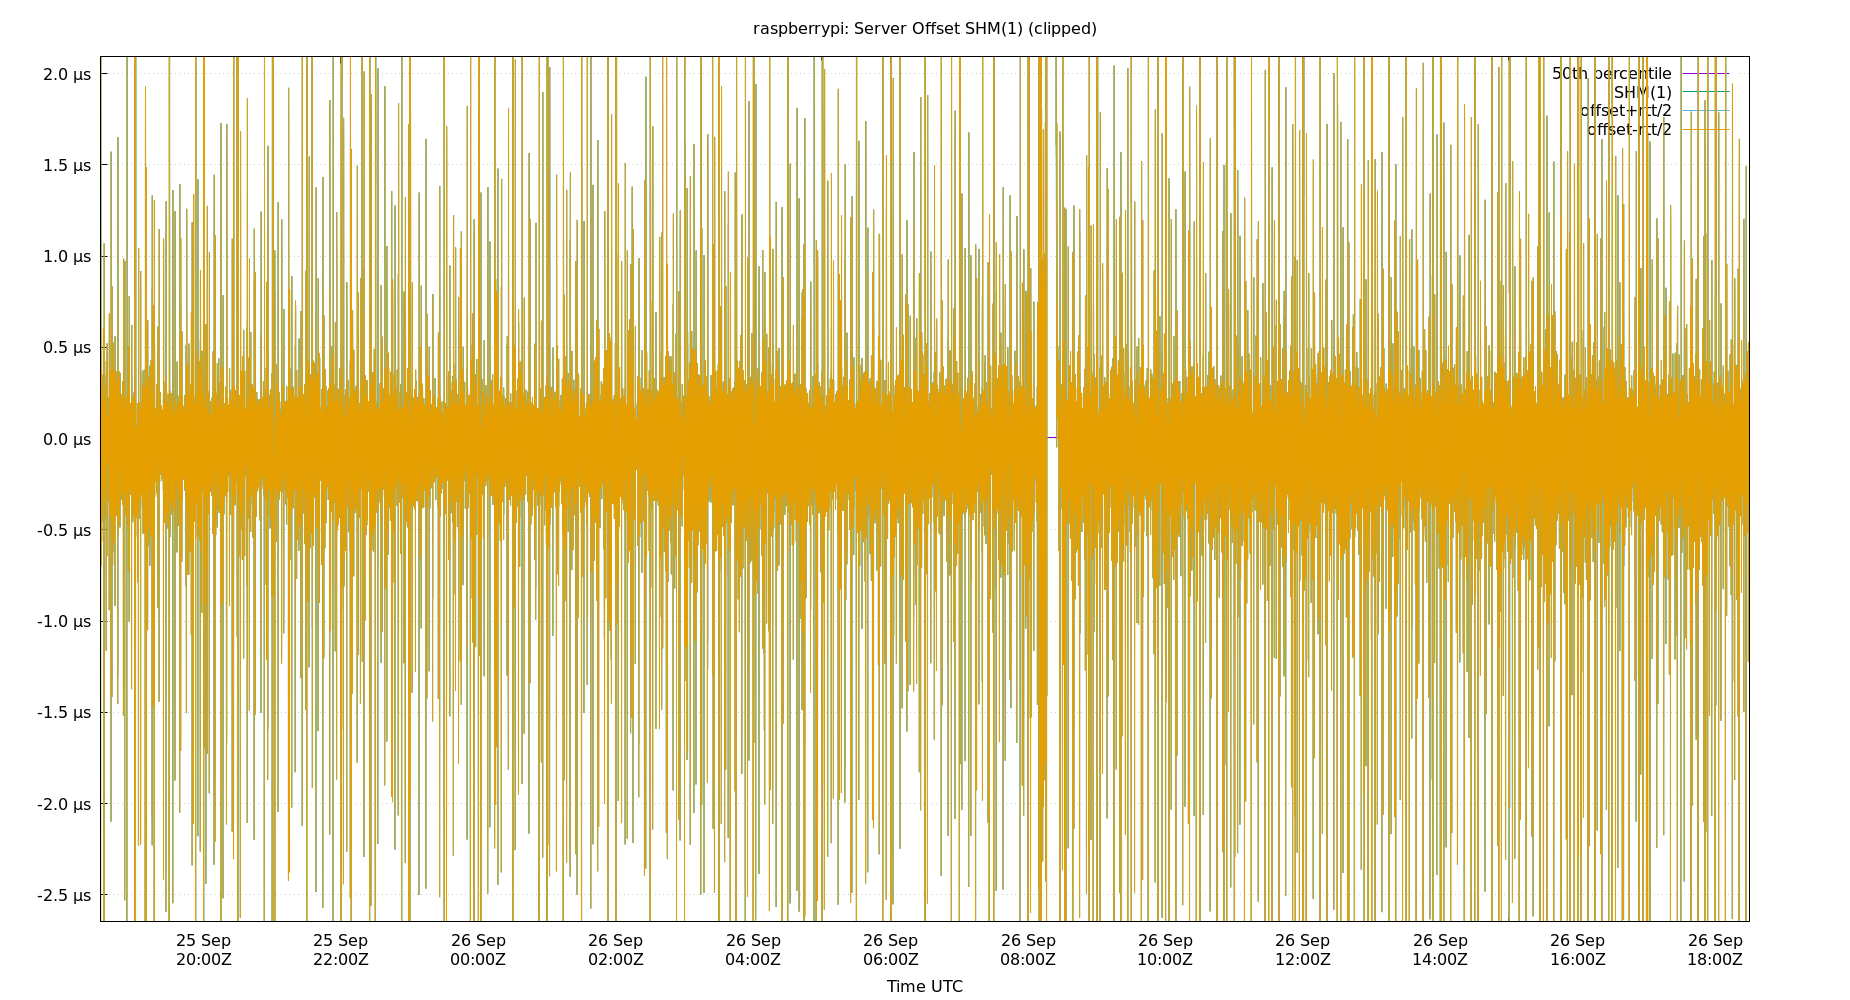 raspberrypi: Server Offset SHM(1) (clipped)
2.0 µs
1.5 µs
1.0 µs
0.5 µs
0.0 µs
-0.5 µs
-1.0 µs
-1.5 µs
-2.0 µs
-2.5 µs
50th percentile
SHM(1)
offset+rtt/2
offset-rtt/2
25 Sep 25 Sep 26 Sep 26 Sep 26 Sep 26 Sep 26 Sep 26 Sep 26 Sep 26 Sep 26 Sep 26 Sep
20:00Z 22:00Z 00:00Z 02:00Z 04:00Z 06:00Z 08:00Z 10:00Z 12:00Z 14:00Z 16:00Z 18:00Z
Time UTC